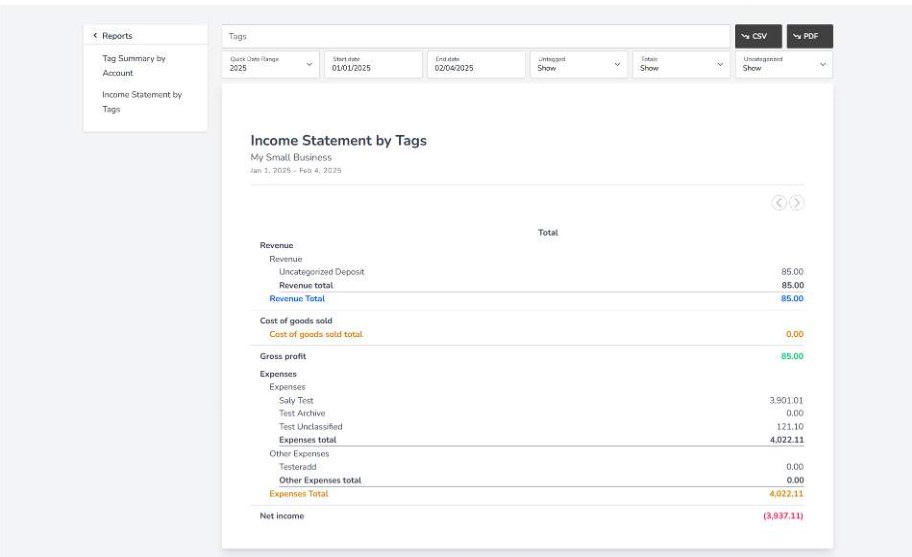 Reports
Tag Summary by
Account
Income Statement by
Tags
Tags
CSV
PDF
Quick Date Range
2025
Start date
01/01/2025
End date
02/04/2025
Untagged
Show
Totals
Show
Uncategorized
Show
Income Statement by Tags
My Small Business
Jan 1, 2025 - Feb 4, 2025
Total
Revenue
Revenue
Uncategorized Deposit 85.00
Revenue total 85.00
Revenue Total 85.00
Cost of goods sold
Cost of goods sold total 0.00
Gross profit 85.00
Expenses
Expenses
Saly Test 3,901.01
Test Archive 0.00
Test Unclassified 121.10
Expenses total 4,022.11
Other Expenses
Testeradd 0.00
Other Expenses total 0.00
Expenses Total 4,022.11
Net income (3,937.11)